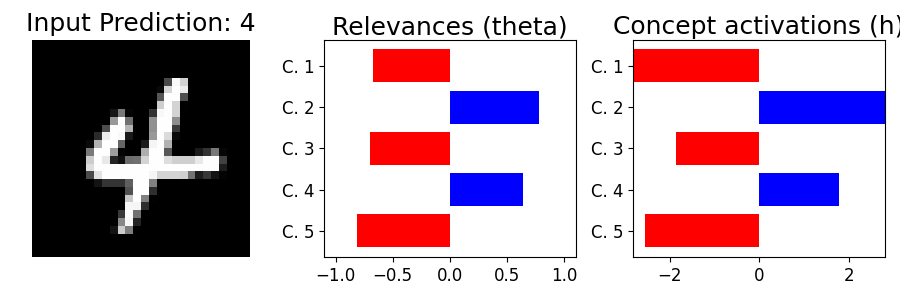 Input Prediction: 4
4
Relevances (theta)
C. 1
C. 2
C. 3
C. 4
C. 5
−1.0 −0.5 0.0 0.5 1.0
Concept activations (h)
C. 1
C. 2
C. 3
C. 4
C. 5
−2 0 2